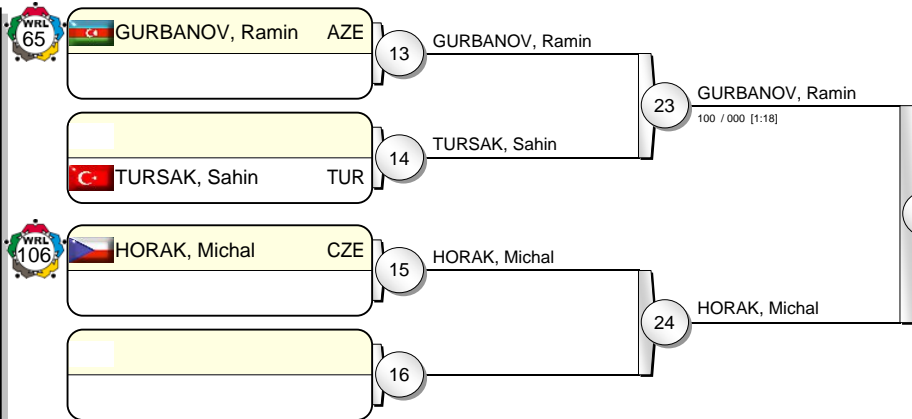 WRL
65
GURBANOV, Ramin AZE
13
GURBANOV, Ramin
23
GURBANOV, Ramin
100 / 000 [1:18]
14
TURSAK, Sahin
TURSAK, Sahin TUR
WRL
106
HORAK, Michal CZE
15
HORAK, Michal
24
HORAK, Michal
16